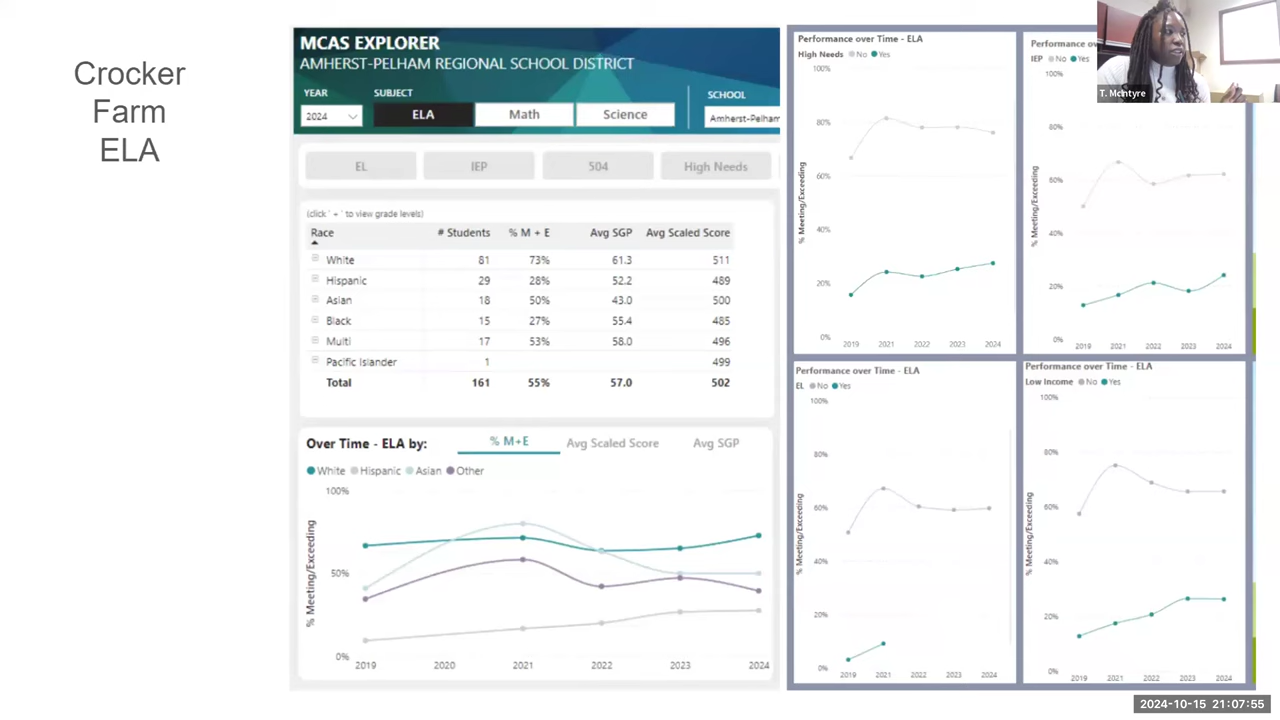 Crocker
Farm
ELA
MCAS EXPLORER
AMHERST-PELHAM REGIONAL SCHOOL DISTRICT
YEAR SUBJECT SCHOOL
2024 ELA Math Science Amherst-Pelham
EL IEP 504 High Needs
(click ' + ' to view grade levels)
Race # Students % M + E Avg SGP Avg Scaled Score
White 81 73% 61.3 511
Hispanic 29 28% 52.2 489
Asian 18 50% 43.0 500
Black 15 27% 55.4 485
Multi 17 53% 58.0 496
Pacific Islander 1 499
Total 161 55% 57.0 502
Over Time - ELA by: % M+E Avg Scaled Score Avg SGP
White Hispanic Asian Other
100%
50%
0%
% Meeting/Exceeding
2019 2020 2021 2022 2023 2024
Performance over Time - ELA
High Needs No Yes
100%
80%
60%
40%
20%
0%
% Meeting/Exceeding
2019 2021 2022 2023 2024
Performance ov
IEP No Yes
100%
80%
60%
40%
20%
0%
% Meeting/Exceeding
2019 2021 2022 2023 2024
Performance over Time - ELA
EL No Yes
100%
80%
60%
40%
20%
0%
% Meeting/Exceeding
2019 2021 2022 2023 2024
Performance over Time - ELA
Low Income No Yes
100%
80%
60%
40%
20%
0%
% Meeting/Exceeding
2019 2021 2022 2023 2024
T. McIntyre
2024-10-15 21:07:55